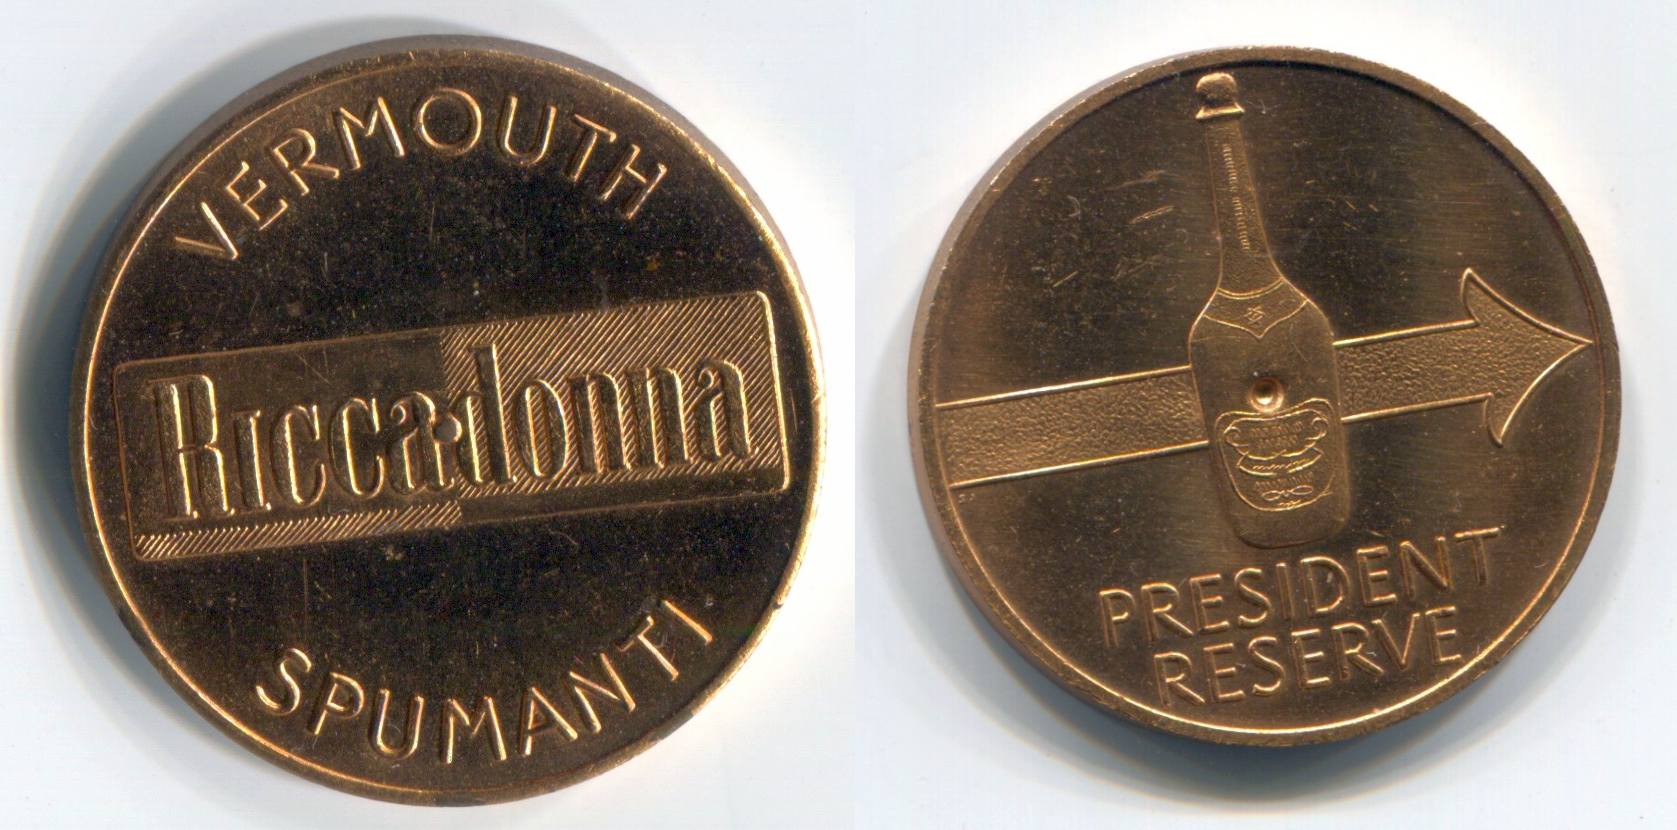 VERMOUTH
Riccadonna
SPUMANTI
PRESIDENT
RESERVE